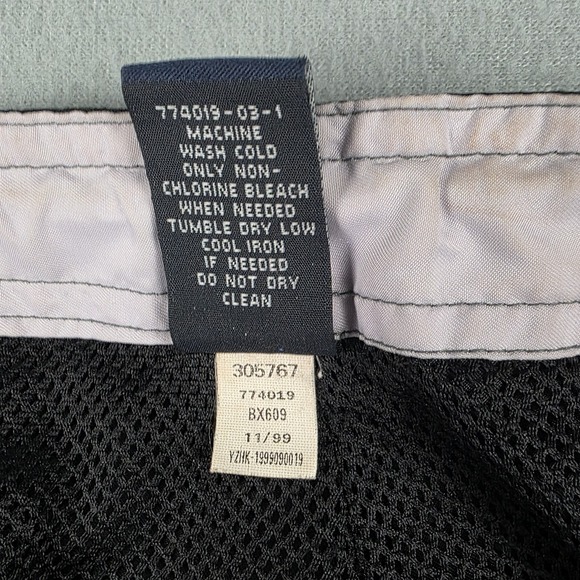 774019-03-1
MACHINE
WASH COLD
ONLY NON-
CHLORINE BLEACH
WHEN NEEDED
TUMBLE DRY LOW
COOL IRON
IF NEEDED
DO NOT DRY
CLEAN
305767
774019
BX609
11/99
YZHK-1999090019